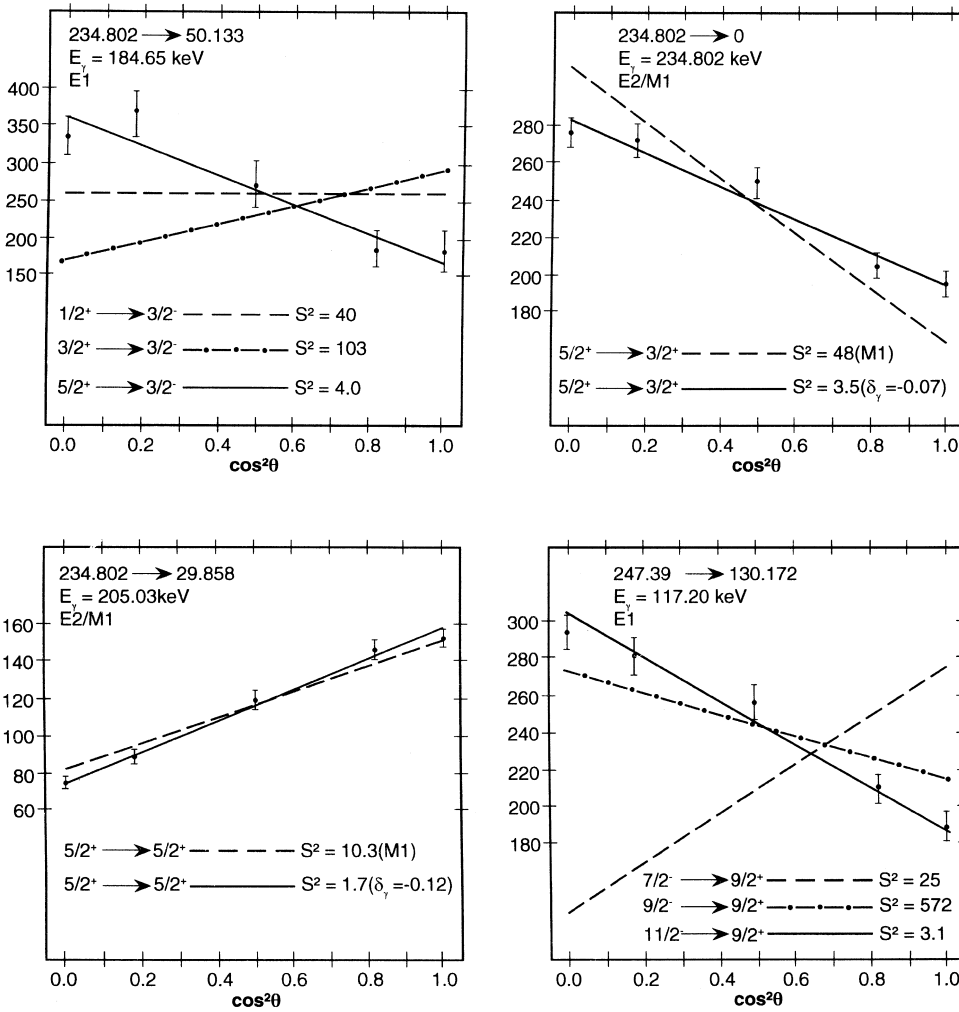 234.802 → 50.133
Eγ = 184.65 keV
E1
400
350
300
250
200
150
1/2⁺ → 3/2⁻ S² = 40
3/2⁺ → 3/2⁻ S² = 103
5/2⁺ → 3/2⁻ S² = 4.0
0.0 0.2 0.4 0.6 0.8 1.0
cos²θ
234.802 → 0
Eγ = 234.802 keV
E2/M1
280
260
240
220
200
180
5/2⁺ → 3/2⁺ S² = 48(M1)
5/2⁺ → 3/2⁺ S² = 3.5(δγ =-0.07)
0.0 0.2 0.4 0.6 0.8 1.0
cos²θ
234.802 → 29.858
Eγ = 205.03keV
E2/M1
160
140
120
100
80
60
5/2⁺ → 5/2⁺ S² = 10.3(M1)
5/2⁺ → 5/2⁺ S² = 1.7(δγ =-0.12)
0.0 0.2 0.4 0.6 0.8 1.0
cos²θ
247.39 → 130.172
Eγ = 117.20 keV
E1
300
280
260
240
220
200
180
7/2⁻ → 9/2⁺ S² = 25
9/2⁻ → 9/2⁺ S² = 572
11/2⁻ → 9/2⁺ S² = 3.1
0.0 0.2 0.4 0.6 0.8 1.0
cos²θ